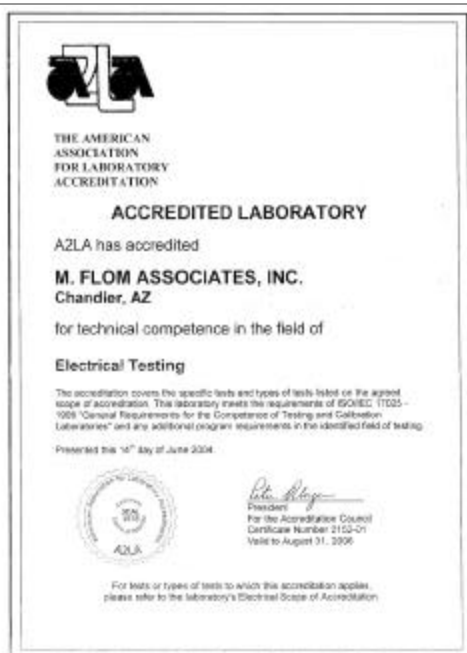 A2LA
THE AMERICAN
ASSOCIATION
FOR LABORATORY
ACCREDITATION
ACCREDITED LABORATORY
A2LA has accredited
M. FLOM ASSOCIATES, INC.
Chandler, AZ
for technical competence in the field of
Electrical Testing
The accreditation covers the specific tests and types of tests listed on the agreed
scope of accreditation. This laboratory meets the requirements of ISO/IEC 17025 -
1999 "General Requirements for the Competence of Testing and Calibration
Laboratories" and any additional program requirements in the identified field of testing.
Presented this 14th day of June 2004.
SEAL
A2LA
President
For the Accreditation Council
Certificate Number 2152-01
Valid to August 31, 2006
For tests or types of tests to which this accreditation applies,
please refer to the laboratory's Electrical Scope of Accreditation